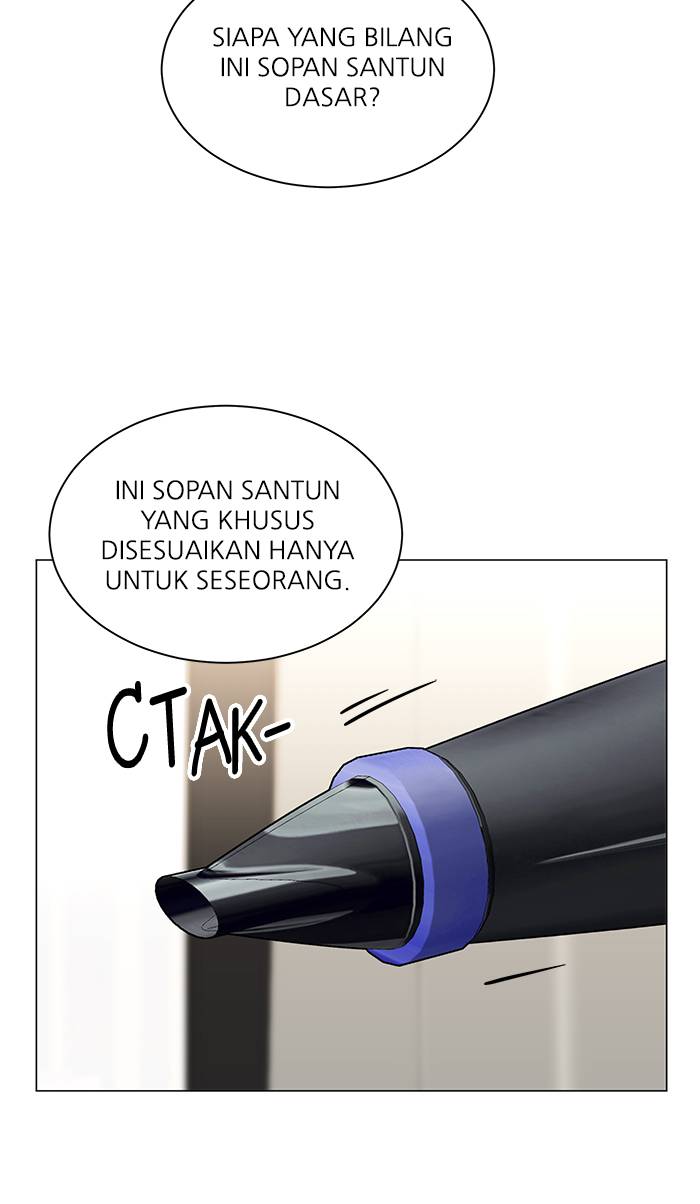 SIAPA YANG BILANG
INI SOPAN SANTUN
DASAR?
INI SOPAN SANTUN
YANG KHUSUS
DISESUAIKAN HANYA
UNTUK SESEORANG.
CTAK-